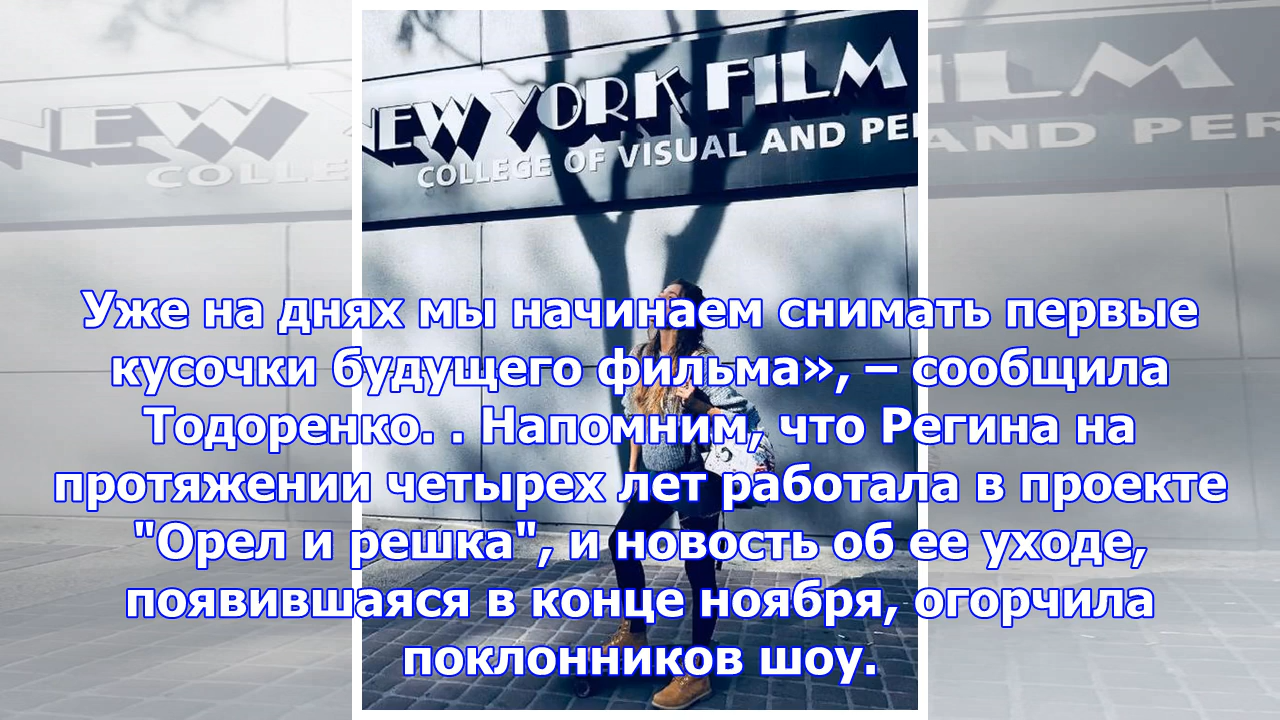 NEW YORK FILM
COLLEGE OF VISUAL AND PE
Уже на днях мы начинаем снимать первые
кусочки будущего фильма», – сообщила
Тодоренко. . Напомним, что Регина на
протяжении четырех лет работала в проекте
"Орел и решка", и новость об ее уходе,
появившаяся в конце ноября, огорчила
поклонников шоу.